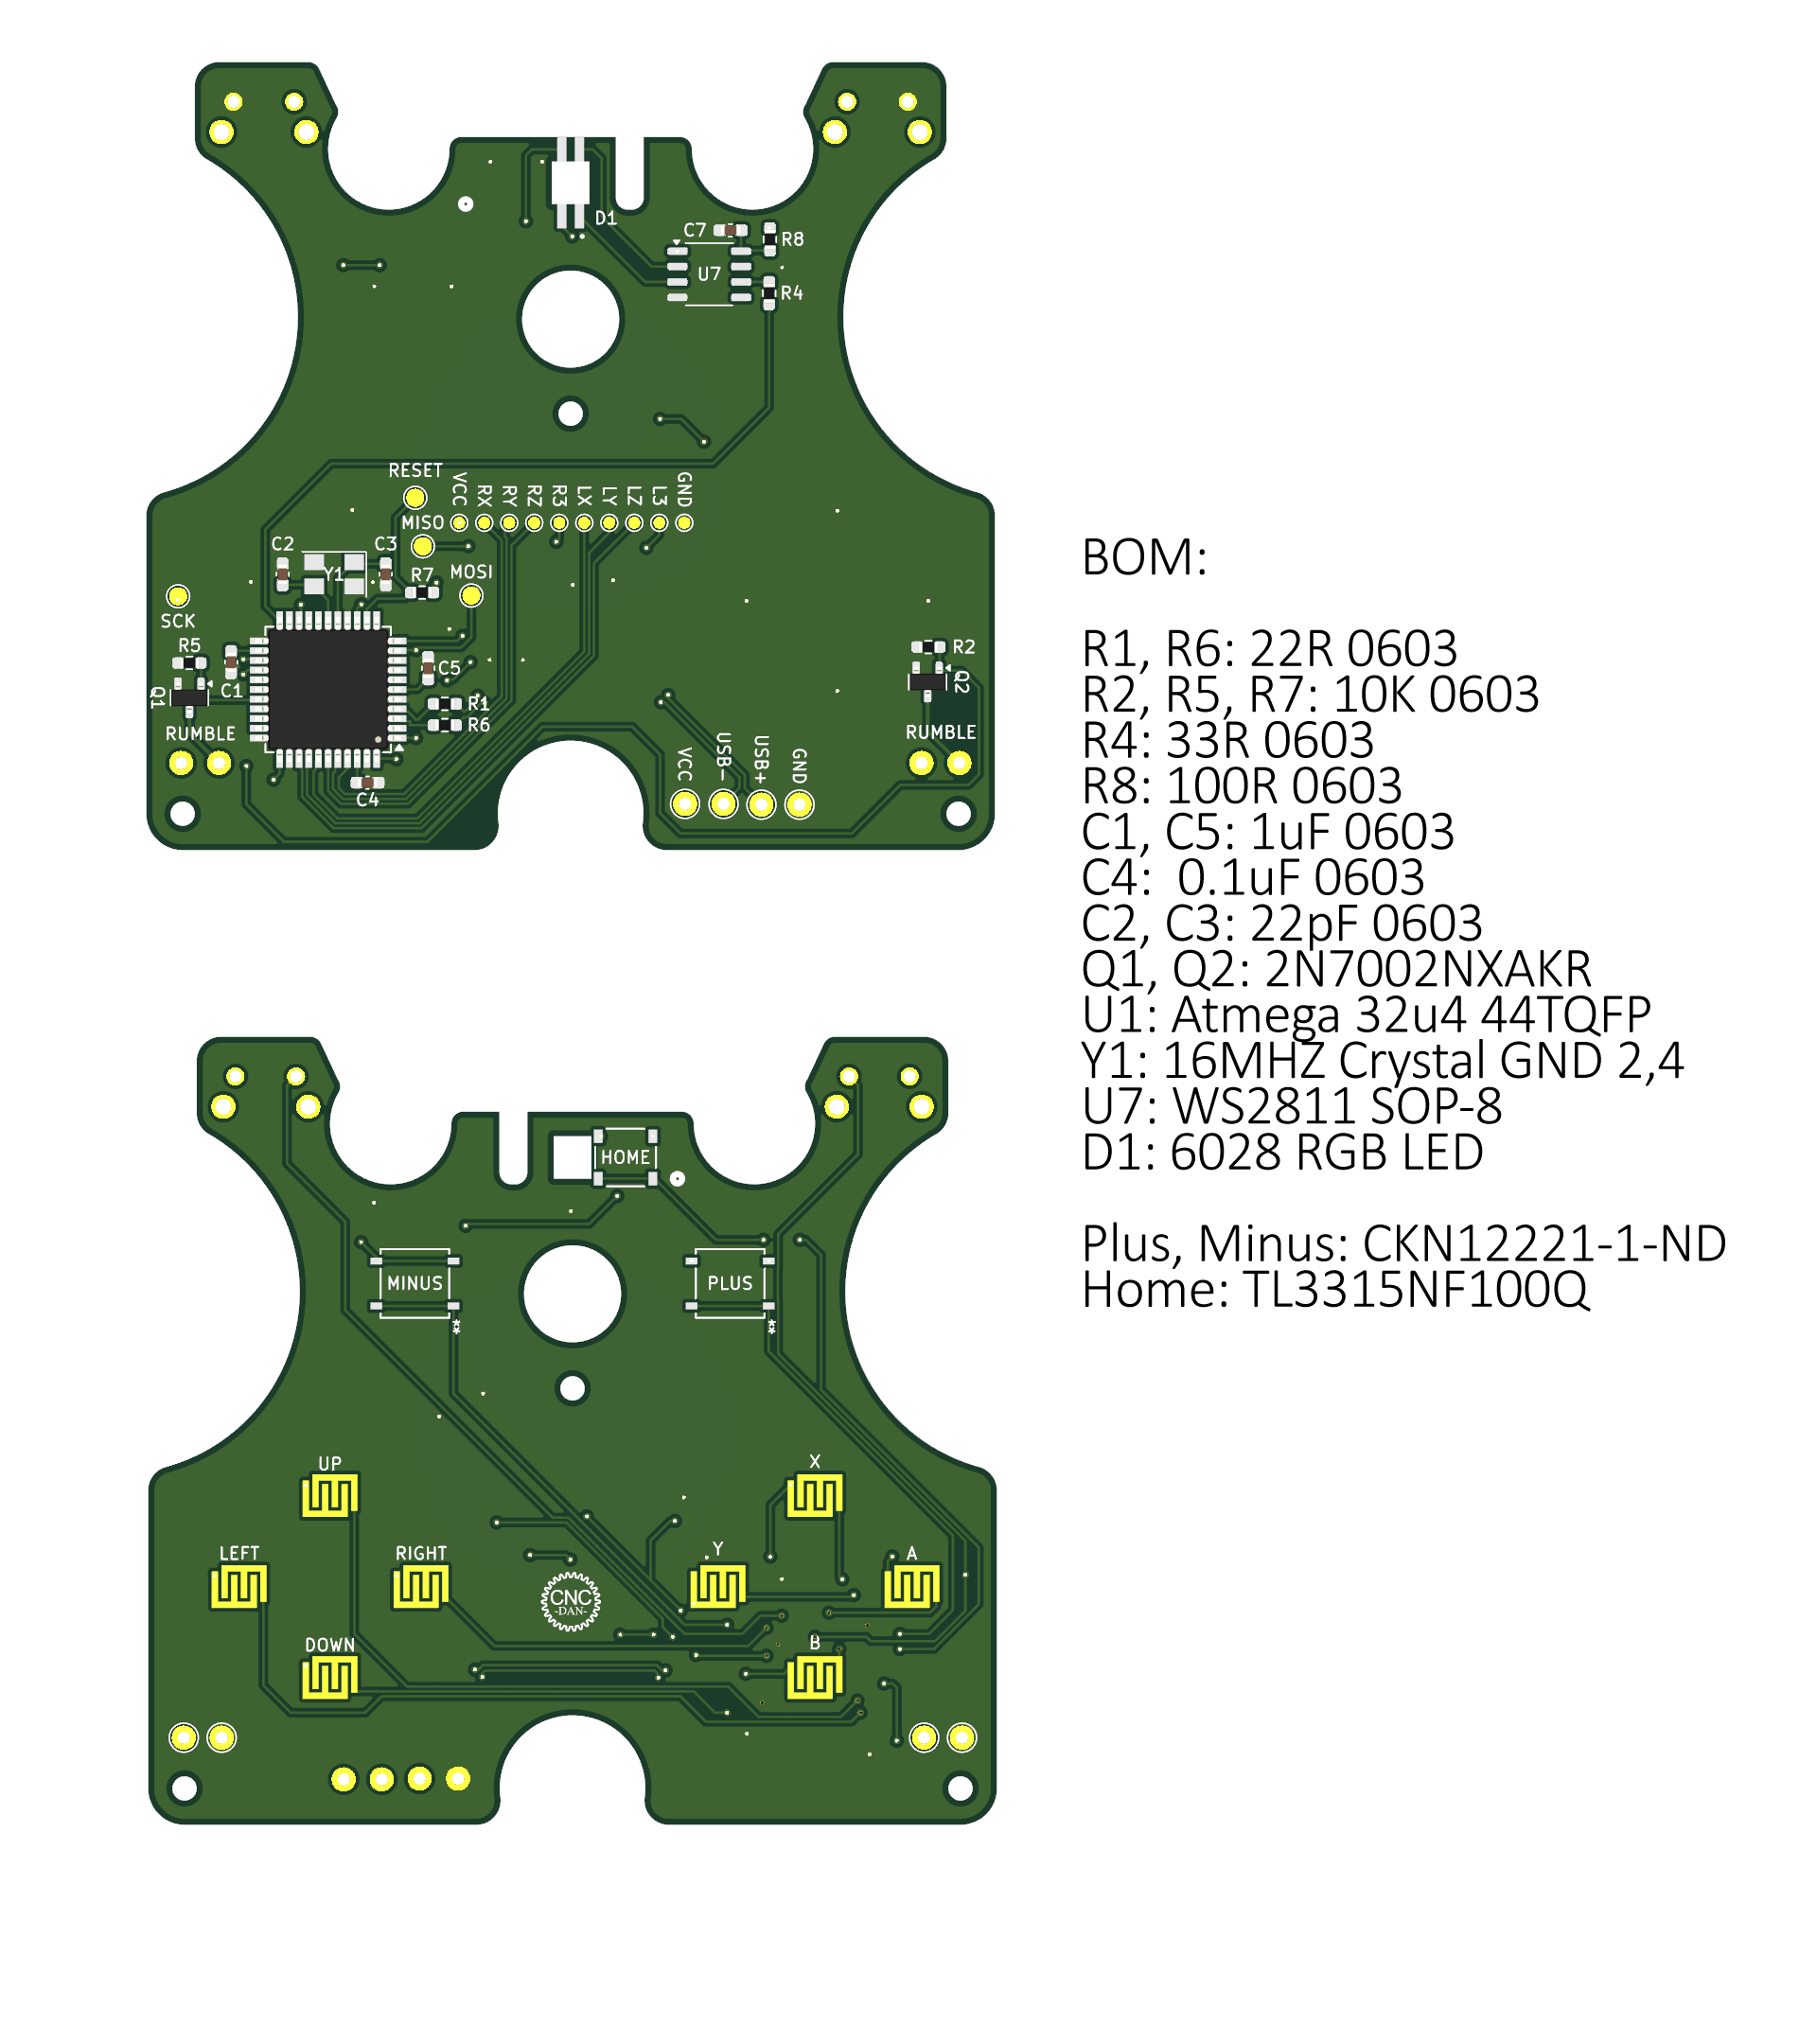 D1
C7
R8
U7
R4
RESET
VCC
RX
RY
RZ
R3
LX
LY
LZ
L3
GND
MISO
C2
C3
Y1
R7
MOSI
SCK
R5
R2
C5
C1
Q1
Q2
R1
R6
RUMBLE
RUMBLE
VCC
USB-
USB+
GND
C4
BOM:
R1, R6: 22R 0603
R2, R5, R7: 10K 0603
R4: 33R 0603
R8: 100R 0603
C1, C5: 1uF 0603
C4:  0.1uF 0603
C2, C3: 22pF 0603
Q1, Q2: 2N7002NXAKR
U1: Atmega 32u4 44TQFP
Y1: 16MHZ Crystal GND 2,4
U7: WS2811 SOP-8
D1: 6028 RGB LED
Plus, Minus: CKN12221-1-ND
Home: TL3315NF100Q
HOME
MINUS
PLUS
UP
X
LEFT
RIGHT
Y
A
CNC
-DAN-
DOWN
B